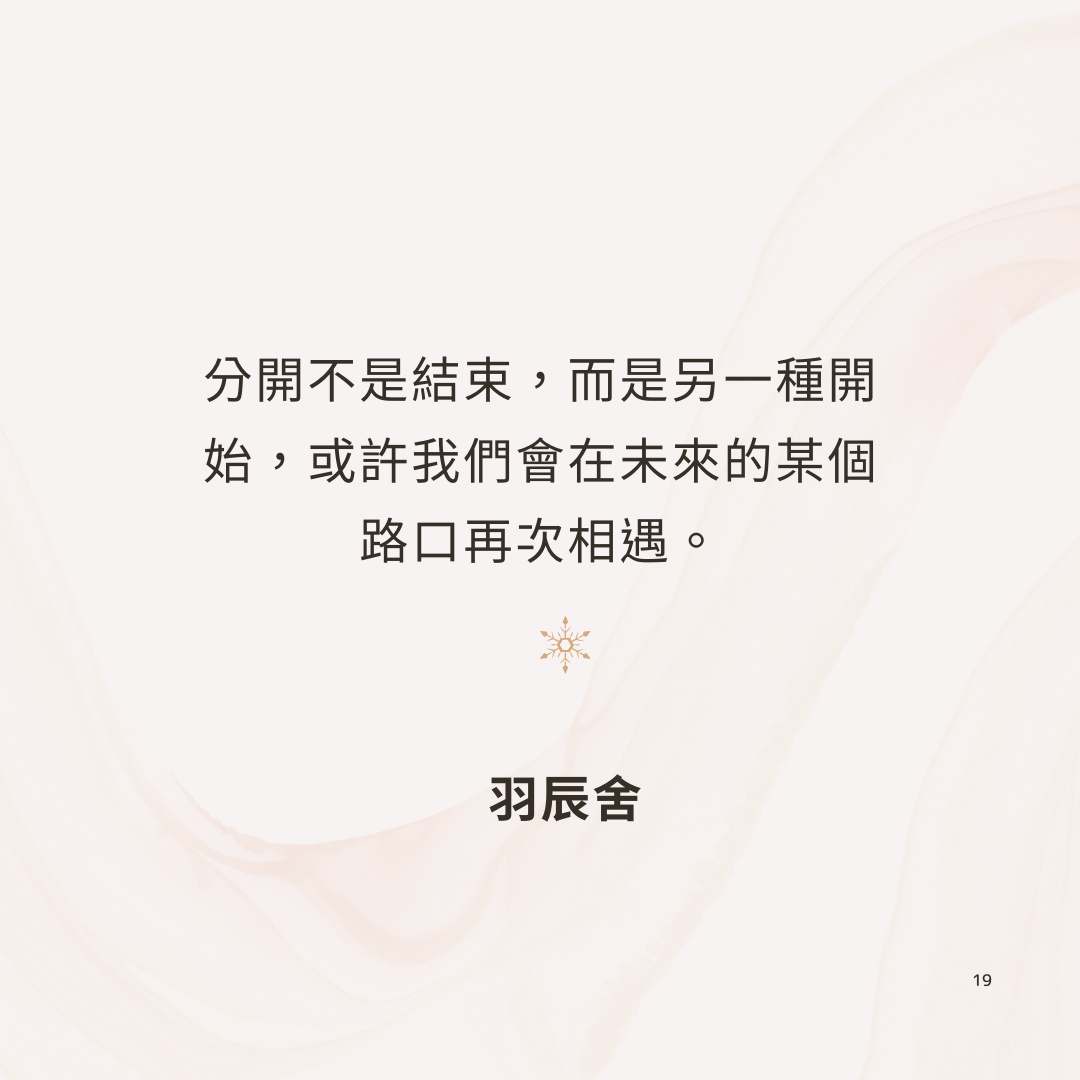 分開不是結束，而是另一種開
始，或許我們會在未來的某個
路口再次相遇。
羽辰舍
19